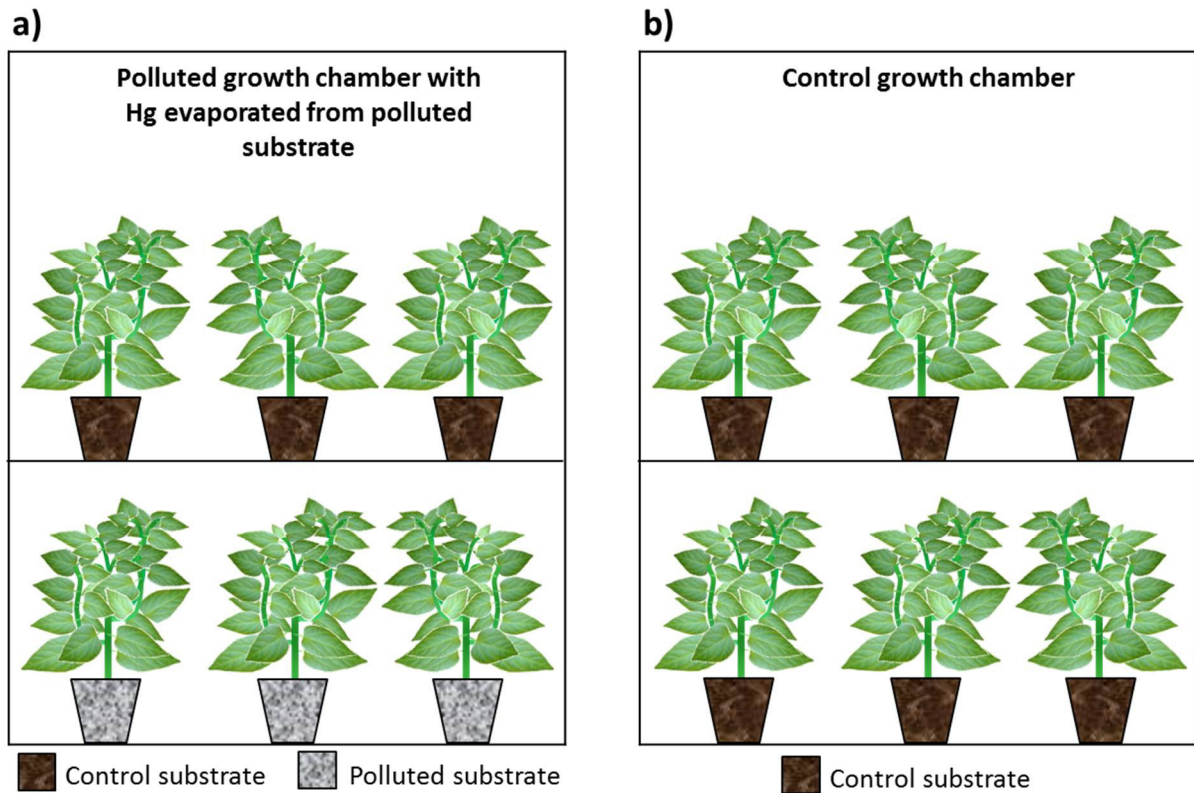 a)
Polluted growth chamber with
Hg evaporated from polluted
substrate
Control substrate
Polluted substrate
b)
Control growth chamber
Control substrate